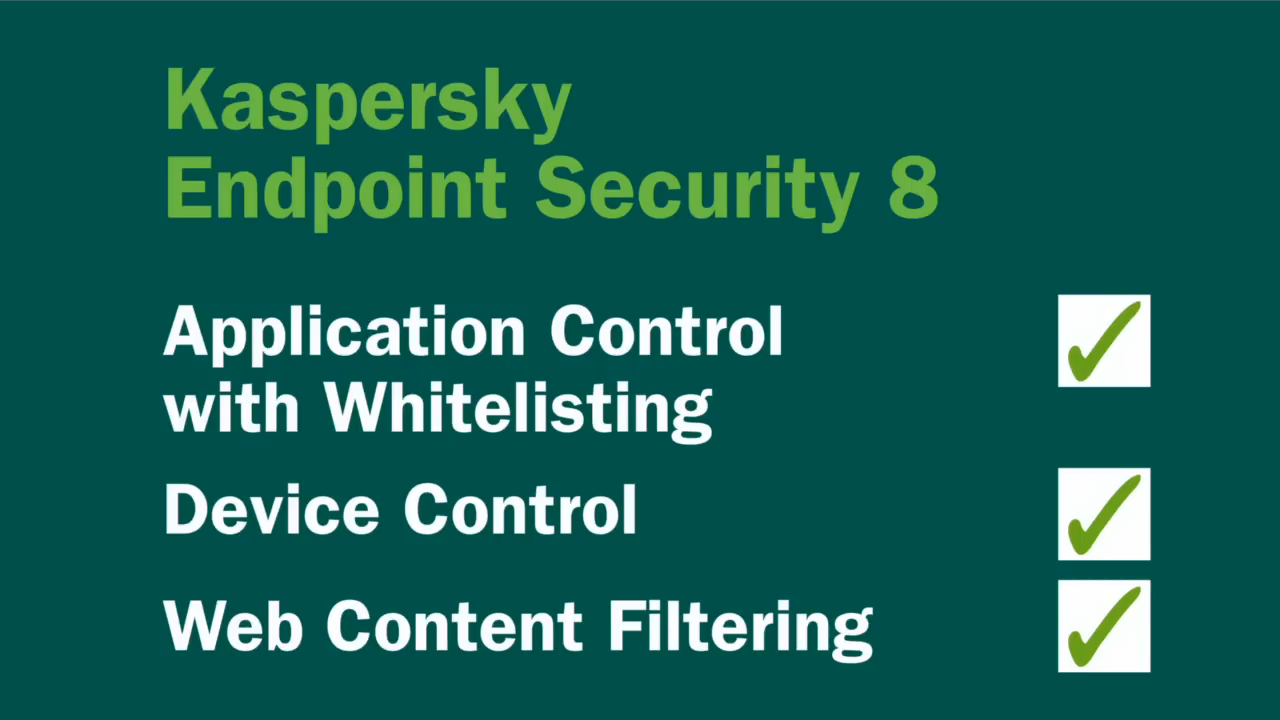 Kaspersky
Endpoint Security 8
Application Control
with Whitelisting
Device Control
Web Content Filtering